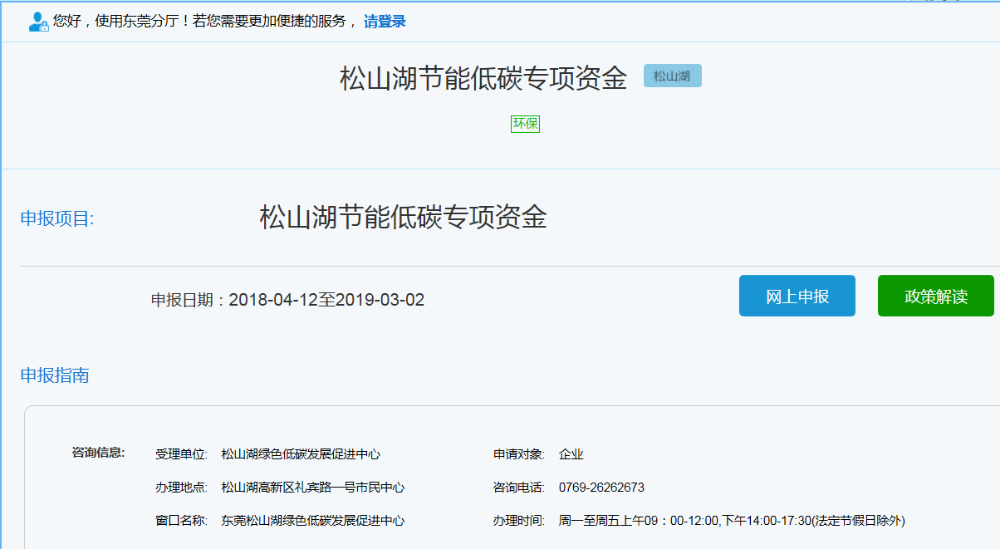 您好，使用东莞分厅！若您需要更加便捷的服务， 请登录
松山湖节能低碳专项资金 松山湖
环保
申报项目: 松山湖节能低碳专项资金
申报日期：2018-04-12至2019-03-02 网上申报 政策解读
申报指南
咨询信息: 受理单位: 松山湖绿色低碳发展促进中心 申请对象: 企业
办理地点: 松山湖高新区礼宾路一号市民中心 咨询电话: 0769-26262673
窗口名称: 东莞松山湖绿色低碳发展促进中心 办理时间: 周一至周五上午09：00-12:00,下午14:00-17:30(法定节假日除外)